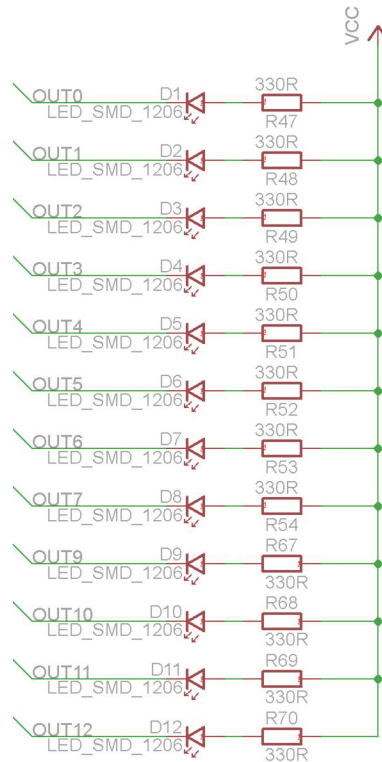 VCC
OUT0 D1 330R
LED_SMD_1206 R47
OUT1 D2 330R
LED_SMD_1206 R48
OUT2 D3 330R
LED_SMD_1206 R49
OUT3 D4 330R
LED_SMD_1206 R50
OUT4 D5 330R
LED_SMD_1206 R51
OUT5 D6 330R
LED_SMD_1206 R52
OUT6 D7 330R
LED_SMD_1206 R53
OUT7 D8 330R
LED_SMD_1206 R54
OUT9 D9 R67
LED_SMD_1206 330R
OUT10 D10 R68
LED_SMD_1206 330R
OUT11 D11 R69
LED_SMD_1206 330R
OUT12 D12 R70
LED_SMD_1206 330R